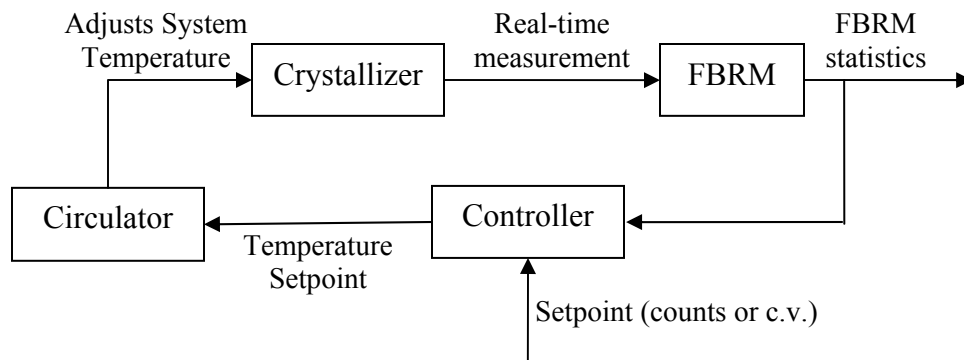 Adjusts System
Temperature
Real-time
measurement
FBRM
statistics
Crystallizer
FBRM
Circulator
Controller
Temperature
Setpoint
Setpoint (counts or c.v.)